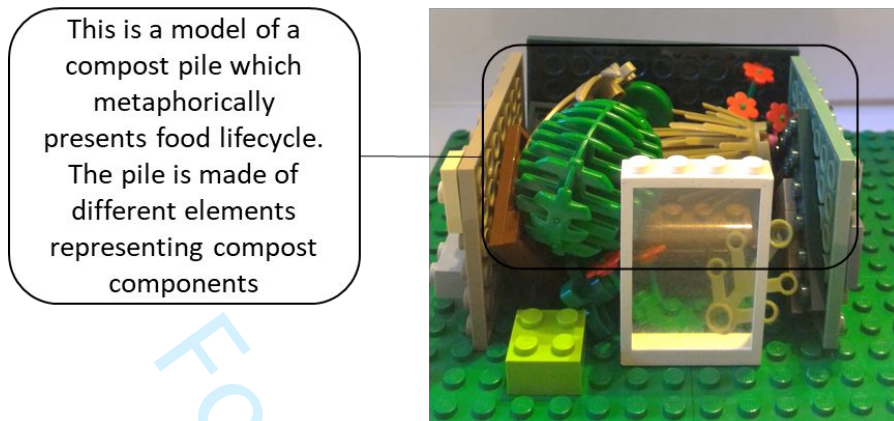 This is a model of a
compost pile which
metaphorically
presents food lifecycle.
The pile is made of
different elements
representing compost
components
Fo